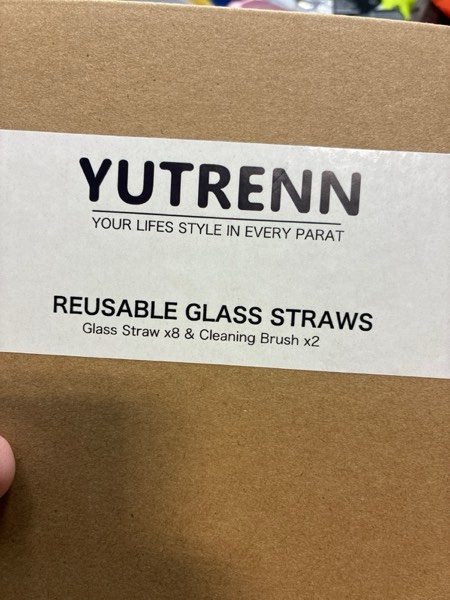 YUTRENN
YOUR LIFES STYLE IN EVERY PARAT
REUSABLE GLASS STRAWS
Glass Straw x8 & Cleaning Brush x2